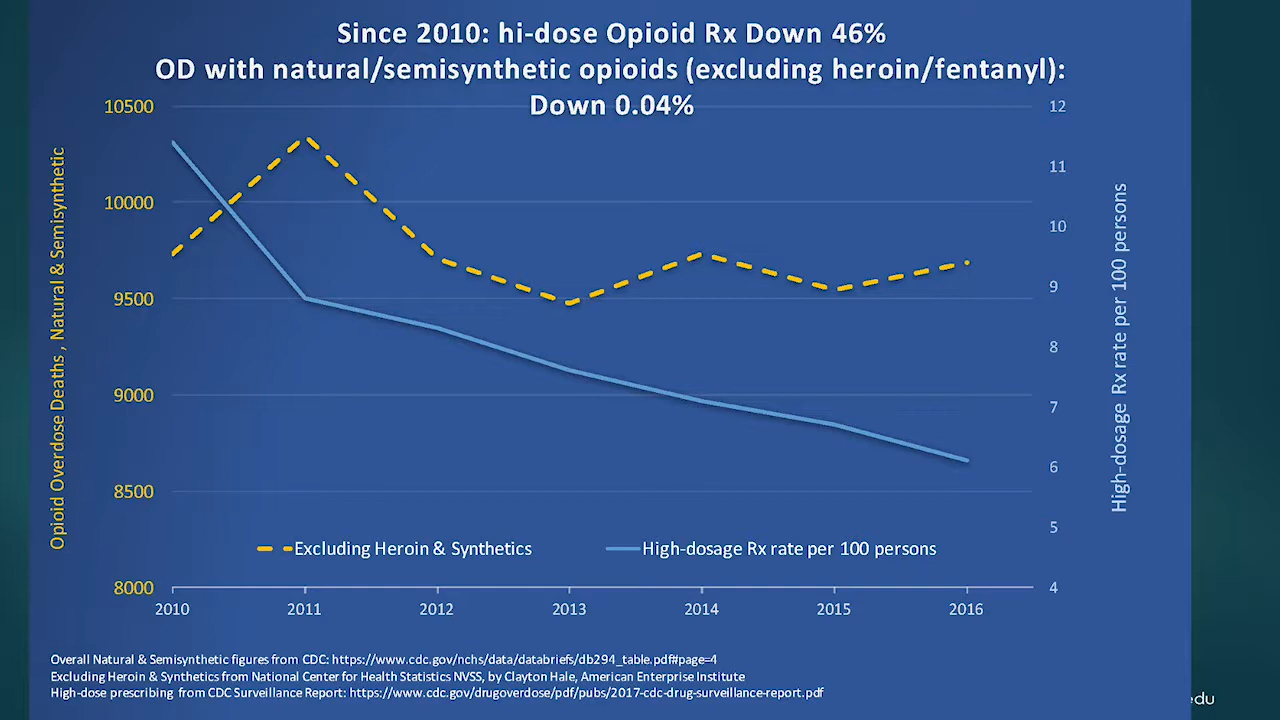 Since 2010: hi-dose Opioid Rx Down 46%
OD with natural/semisynthetic opioids (excluding heroin/fentanyl):
Down 0.04%
10500
10000
9500
9000
8500
8000
Opioid Overdose Deaths , Natural & Semisynthetic
12
11
10
9
8
7
6
5
4
High-dosage Rx rate per 100 persons
Excluding Heroin & Synthetics
High-dosage Rx rate per 100 persons
2010 2011 2012 2013 2014 2015 2016
Overall Natural & Semisynthetic figures from CDC: https://www.cdc.gov/nchs/data/databriefs/db294_table.pdf#page=4
Excluding Heroin & Synthetics from National Center for Health Statistics NVSS, by Clayton Hale, American Enterprise Institute
High-dose prescribing from CDC Surveillance Report: https://www.cdc.gov/drugoverdose/pdf/pubs/2017-cdc-drug-surveillance-report.pdf
edu